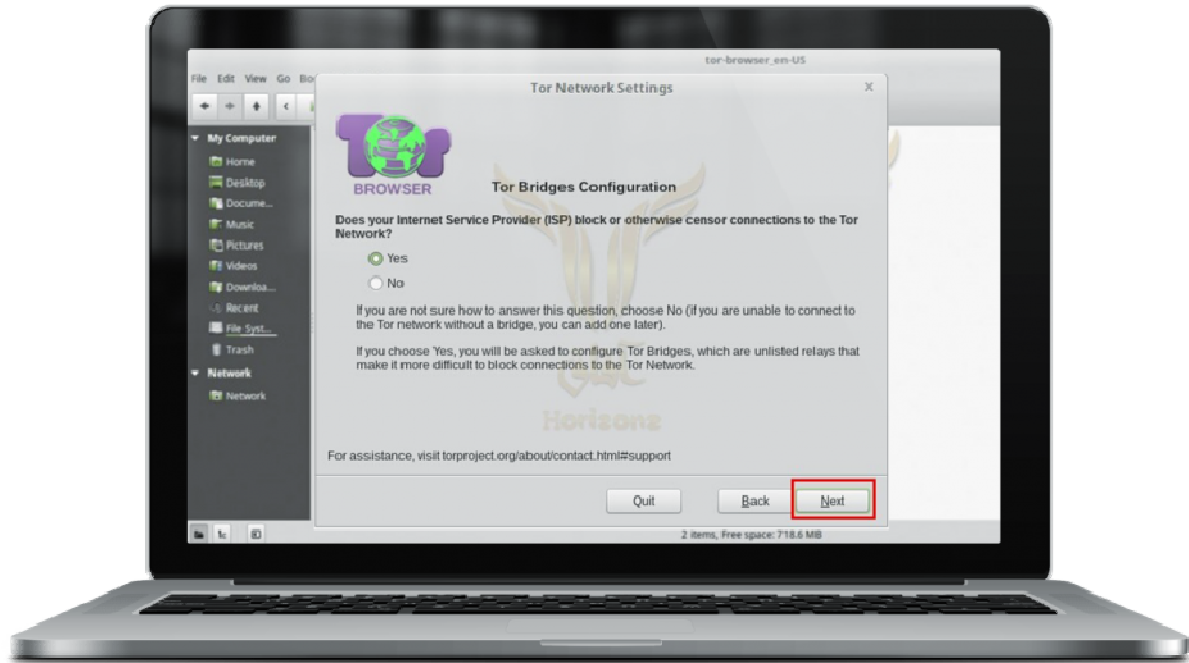 tor-browser_en-US
File Edit View Go
Tor Network Settings
X
My Computer
Home
Desktop
Docume...
Music
Pictures
Videos
Downloa...
Recent
File Syst...
Trash
Network
Network
Tor
BROWSER
Tor Bridges Configuration
Does your Internet Service Provider (ISP) block or otherwise censor connections to the Tor
Network?
Yes
No
If you are not sure how to answer this question, choose No (if you are unable to connect to
the Tor network without a bridge, you can add one later).
If you choose Yes, you will be asked to configure Tor Bridges, which are unlisted relays that
make it more difficult to block connections to the Tor Network.
Horizons
For assistance, visit torproject.org/about/contact.html#support
Quit Back Next
2 items, Free space: 718.6 MB